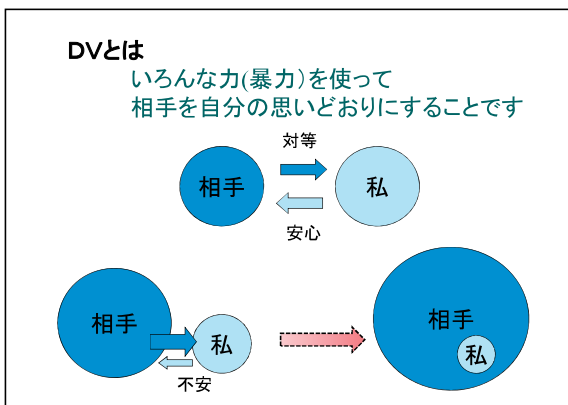 DVとは
いろんな力(暴力)を使って
相手を自分の思いどおりにすることです
対等
相手
私
安心
相手
私
不安
相手
私